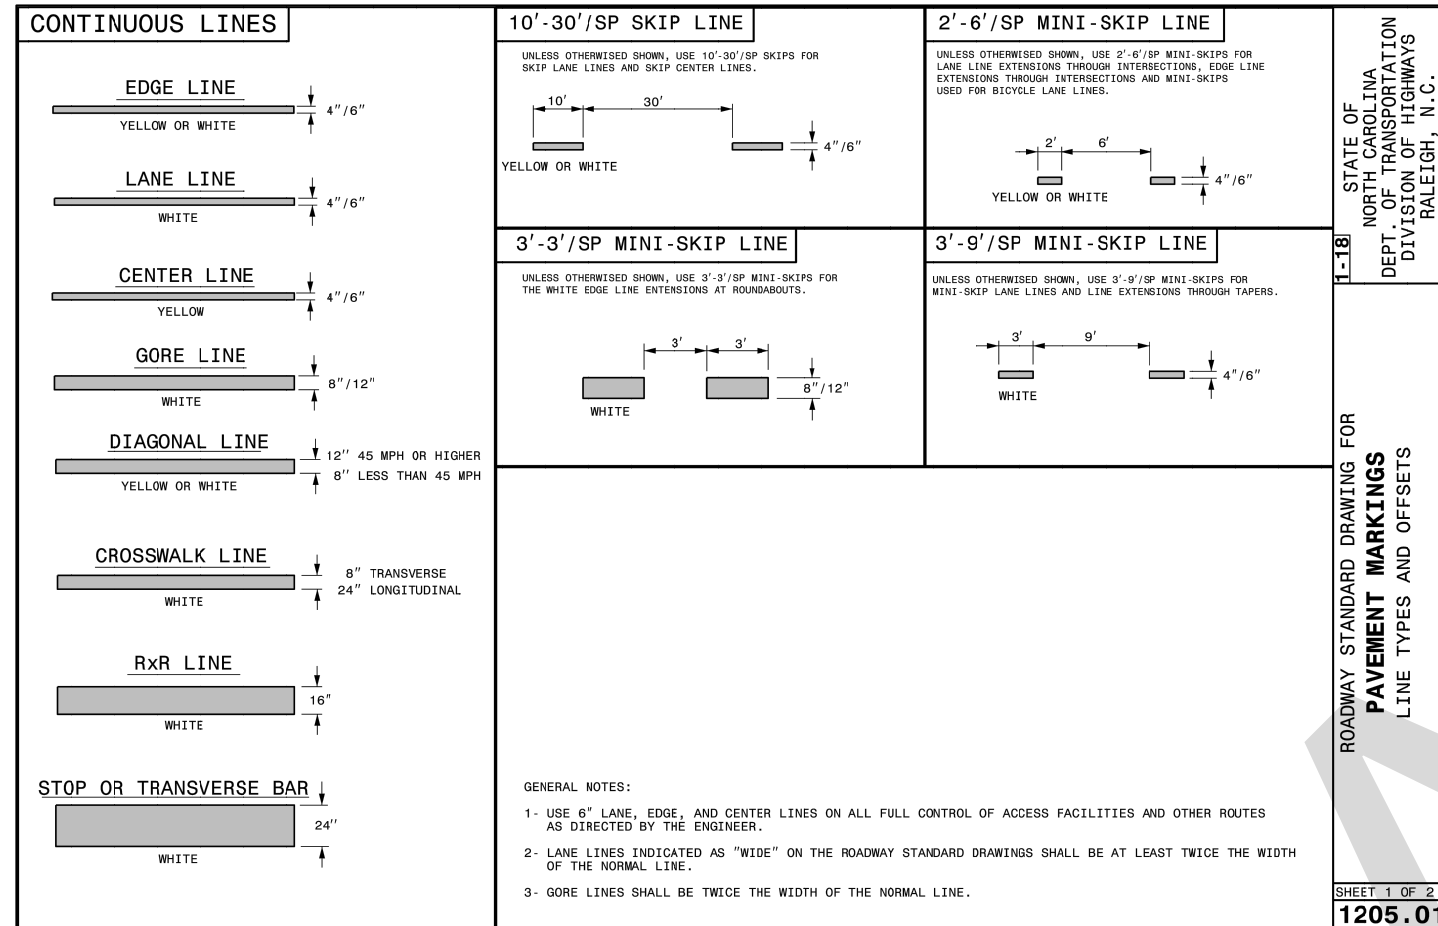 CONTINUOUS LINES
EDGE LINE
4"/6"
YELLOW OR WHITE
LANE LINE
4"/6"
WHITE
CENTER LINE
4"/6"
YELLOW
GORE LINE
8"/12"
WHITE
DIAGONAL LINE
12'' 45 MPH OR HIGHER
8'' LESS THAN 45 MPH
YELLOW OR WHITE
CROSSWALK LINE
8" TRANSVERSE
24" LONGITUDINAL
WHITE
RxR LINE
16"
WHITE
STOP OR TRANSVERSE BAR
24''
WHITE
10'-30'/SP SKIP LINE
UNLESS OTHERWISED SHOWN, USE 10'-30'/SP SKIPS FOR
SKIP LANE LINES AND SKIP CENTER LINES.
10' 30'
4"/6"
YELLOW OR WHITE
2'-6'/SP MINI-SKIP LINE
UNLESS OTHERWISED SHOWN, USE 2'-6'/SP MINI-SKIPS FOR
LANE LINE EXTENSIONS THROUGH INTERSECTIONS, EDGE LINE
EXTENSIONS THROUGH INTERSECTIONS AND MINI-SKIPS
USED FOR BICYCLE LANE LINES.
2' 6'
4"/6"
YELLOW OR WHITE
3'-3'/SP MINI-SKIP LINE
UNLESS OTHERWISED SHOWN, USE 3'-3'/SP MINI-SKIPS FOR
THE WHITE EDGE LINE ENTENSIONS AT ROUNDABOUTS.
3' 3'
8"/12"
WHITE
3'-9'/SP MINI-SKIP LINE
UNLESS OTHERWISED SHOWN, USE 3'-9'/SP MINI-SKIPS FOR
MINI-SKIP LANE LINES AND LINE EXTENSIONS THROUGH TAPERS.
3' 9'
4"/6"
WHITE
GENERAL NOTES:
1- USE 6" LANE, EDGE, AND CENTER LINES ON ALL FULL CONTROL OF ACCESS FACILITIES AND OTHER ROUTES
AS DIRECTED BY THE ENGINEER.
2- LANE LINES INDICATED AS "WIDE" ON THE ROADWAY STANDARD DRAWINGS SHALL BE AT LEAST TWICE THE WIDTH
OF THE NORMAL LINE.
3- GORE LINES SHALL BE TWICE THE WIDTH OF THE NORMAL LINE.
1-18
STATE OF
NORTH CAROLINA
DEPT. OF TRANSPORTATION
DIVISION OF HIGHWAYS
RALEIGH, N.C.
ROADWAY STANDARD DRAWING FOR
PAVEMENT MARKINGS
LINE TYPES AND OFFSETS
SHEET 1 OF 2
1205.01